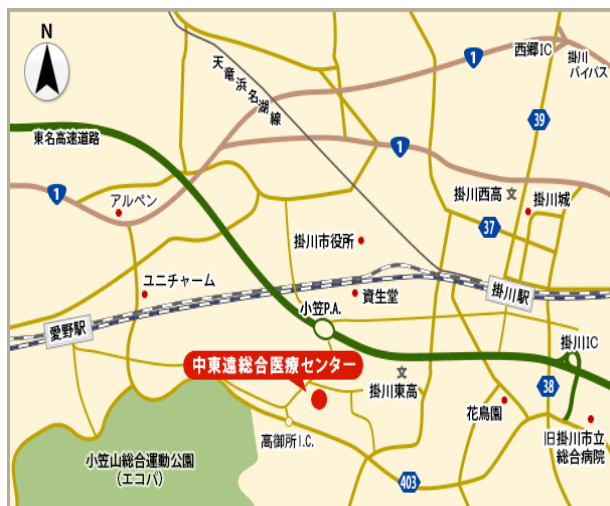 N
西郷IC
掛川
バイパス
1
天竜浜名湖線
39
東名高速道路
1
1
アルペン
掛川西高
文
掛川城
37
掛川市役所
ユニチャーム
資生堂
掛川駅
小笠P.A.
愛野駅
掛川IC
中東遠総合医療センター
文
掛川東高
38
花鳥園
高御所I.C.
旧掛川市立
総合病院
小笠山総合運動公園
(エコパ)
403